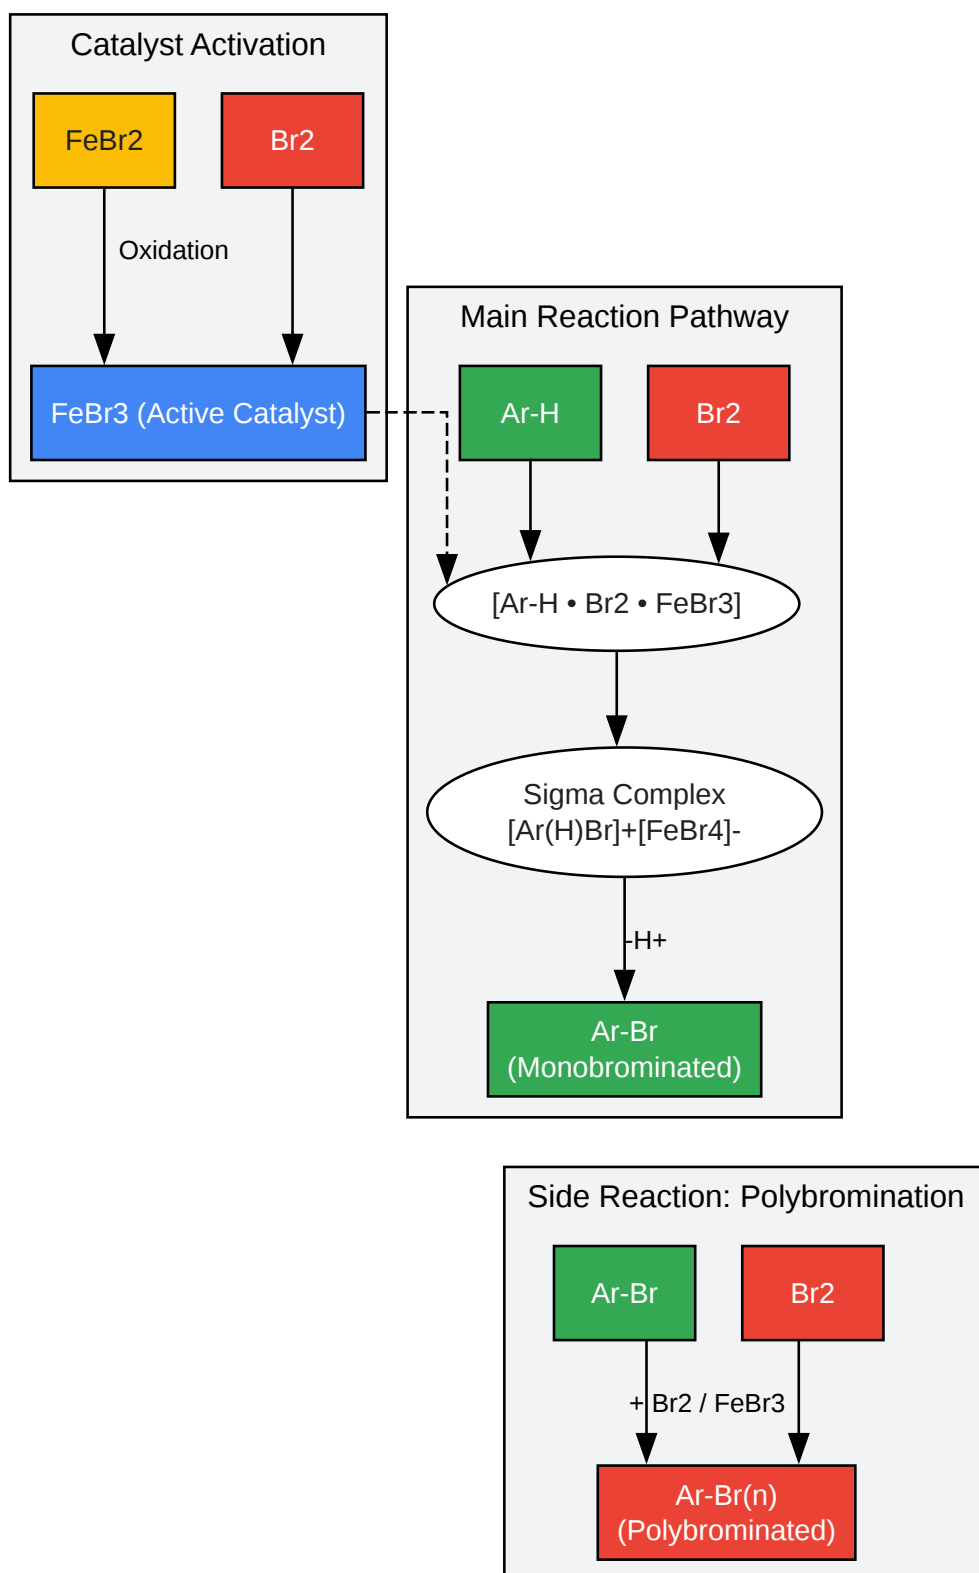 Catalyst Activation
FeBr2
Br2
Oxidation
FeBr3 (Active Catalyst)
Main Reaction Pathway
Ar-H
Br2
[Ar-H • Br2 • FeBr3]
Sigma Complex
[Ar(H)Br]+[FeBr4]-
-H+
Ar-Br
(Monobrominated)
Side Reaction: Polybromination
Ar-Br
Br2
+ Br2 / FeBr3
Ar-Br(n)
(Polybrominated)